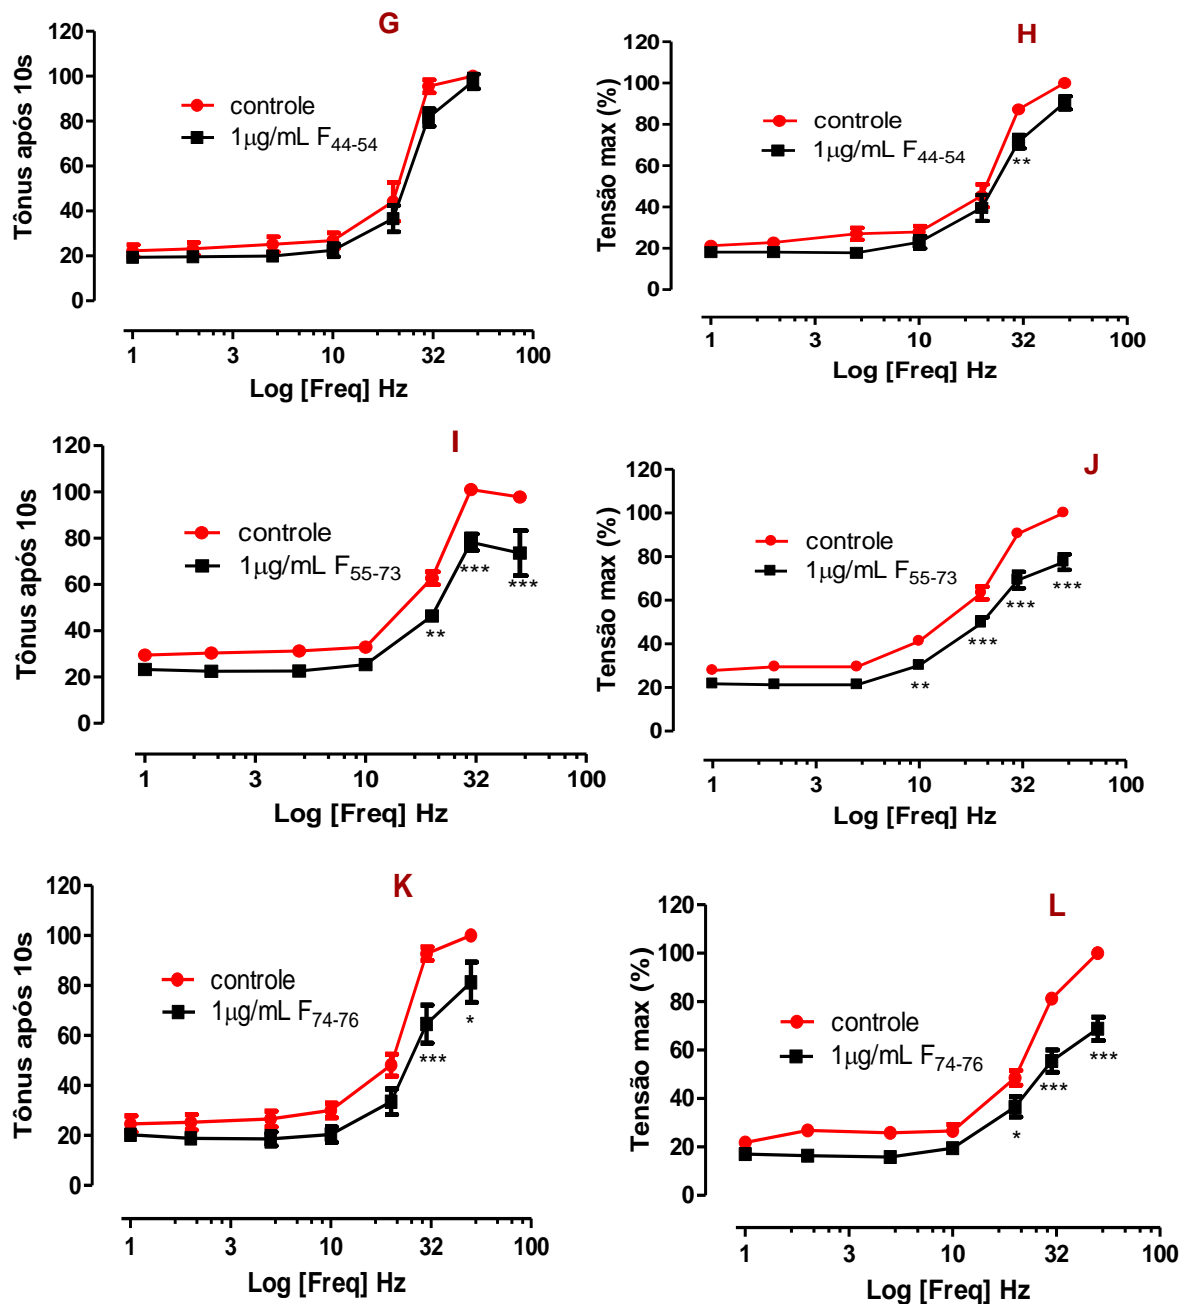 G
Tônus após 10s
120
100
80
60
40
20
0
controle
1µg/mL F44-54
1
3
10
32
100
Log [Freq] Hz
H
Tensão max (%)
120
100
80
60
40
20
0
controle
1µg/mL F44-54
**
1
3
10
32
100
Log [Freq] Hz
I
Tônus após 10s
120
100
80
60
40
20
0
controle
1µg/mL F55-73
**
***
***
1
3
10
32
100
Log [Freq] Hz
J
Tensão max (%)
120
100
80
60
40
20
0
controle
1µg/mL F55-73
**
***
***
***
1
3
10
32
100
Log [Freq] Hz
K
Tônus após 10s
120
100
80
60
40
20
0
controle
1µg/mL F74-76
***
*
1
3
10
32
100
Log [Freq] Hz
L
Tensão max (%)
120
100
80
60
40
20
0
controle
1µg/mL F74-76
*
***
***
1
3
10
32
100
Log [Freq] Hz